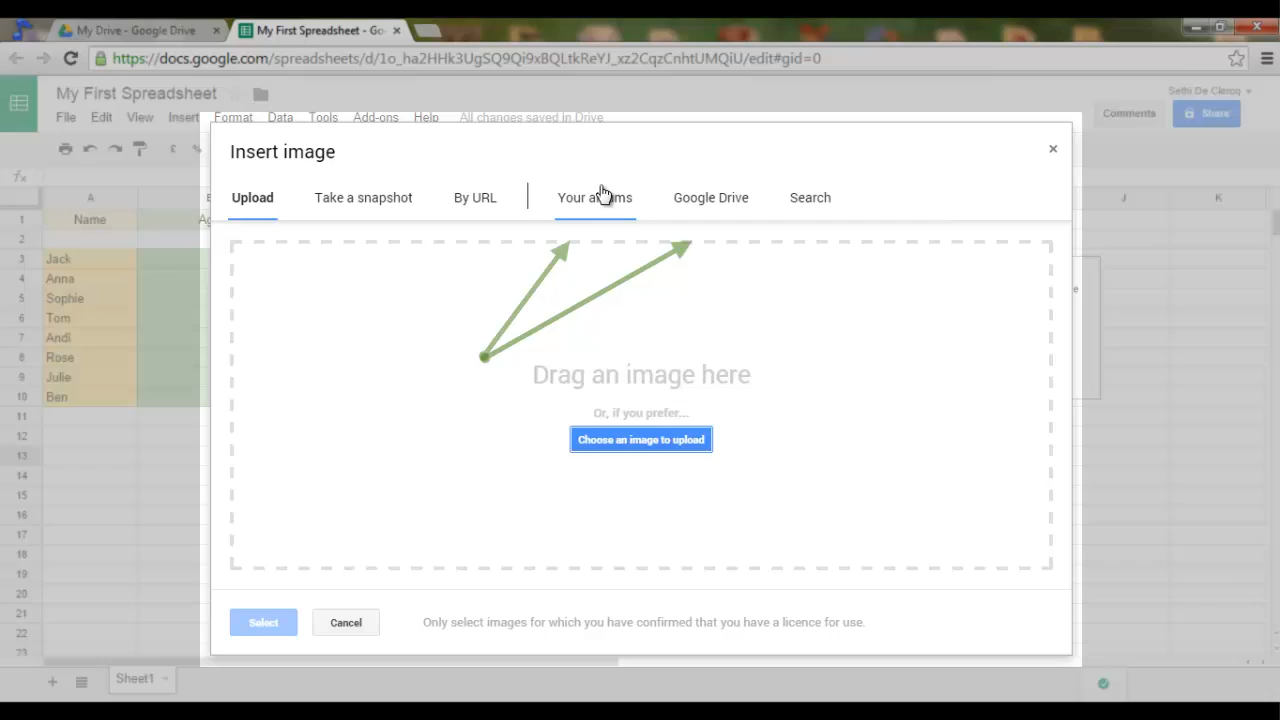 My Drive - Google Drive
My First Spreadsheet - Go
https://docs.google.com/spreadsheets/d/1o_ha2HHk3UgSQ9Qi9xBQLtkReYJ_xz2CqzCnhtUMQiU/edit#gid=0
My First Spreadsheet
Sethi De Clercq
File Edit View Insert Format Data Tools Add-ons Help All changes saved in Drive
Comments
Share
£ %
fx
A J K
1 Name Ag
2
3 Jack
4 Anna
5 Sophie
6 Tom
7 Andi
8 Rose
9 Julie
10 Ben
11
12
13
14
15
16
17
18
19
20
21
22
23
Insert image
Upload Take a snapshot By URL Your albums Google Drive Search
Drag an image here
Or, if you prefer...
Choose an image to upload
Select Cancel Only select images for which you have confirmed that you have a licence for use.
Sheet1